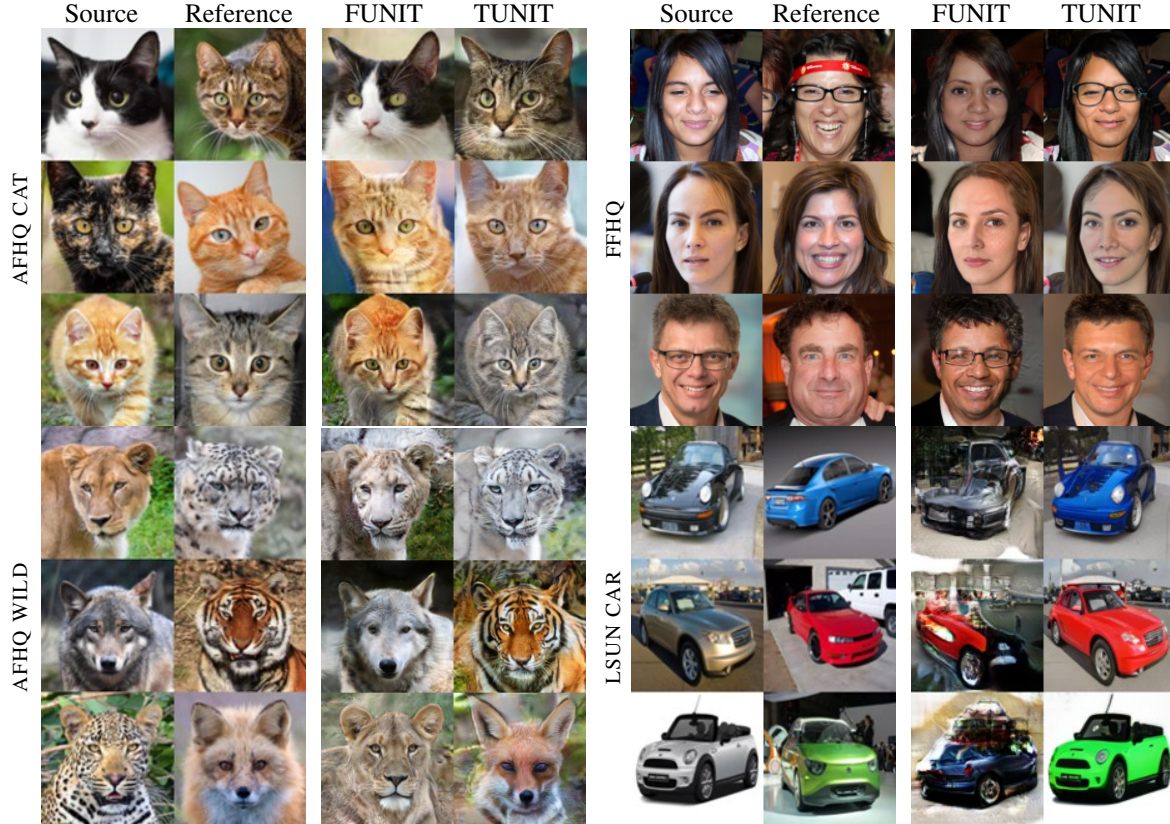 Source Reference FUNIT TUNIT Source Reference FUNIT TUNIT
AFHQ CAT
FFHQ
AFHQ WILD
LSUN CAR